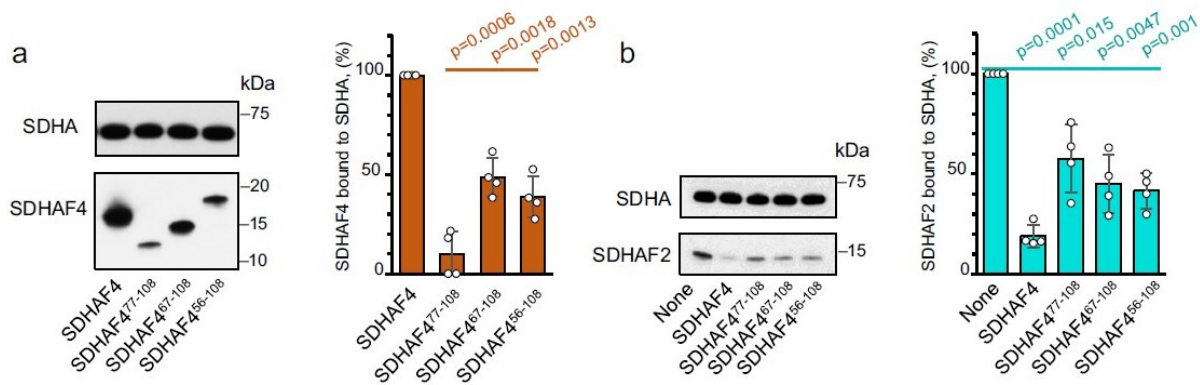 a
kDa
SDHA
–75
SDHAF4
–20
–15
–10
SDHAF4
SDHAF4⁷⁷⁻¹⁰⁸
SDHAF4⁶⁷⁻¹⁰⁸
SDHAF4⁵⁶⁻¹⁰⁸
SDHAF4 bound to SDHA, (%)
100
50
0
p=0.0006
p=0.0018
p=0.0013
SDHAF4
SDHAF4⁷⁷⁻¹⁰⁸
SDHAF4⁶⁷⁻¹⁰⁸
SDHAF4⁵⁶⁻¹⁰⁸
b
kDa
SDHA
–75
SDHAF2
–15
None
SDHAF4
SDHAF4⁷⁷⁻¹⁰⁸
SDHAF4⁶⁷⁻¹⁰⁸
SDHAF4⁵⁶⁻¹⁰⁸
SDHAF2 bound to SDHA, (%)
100
50
0
p=0.0001
p=0.015
p=0.0047
p=0.001
None
SDHAF4
SDHAF4⁷⁷⁻¹⁰⁸
SDHAF4⁶⁷⁻¹⁰⁸
SDHAF4⁵⁶⁻¹⁰⁸